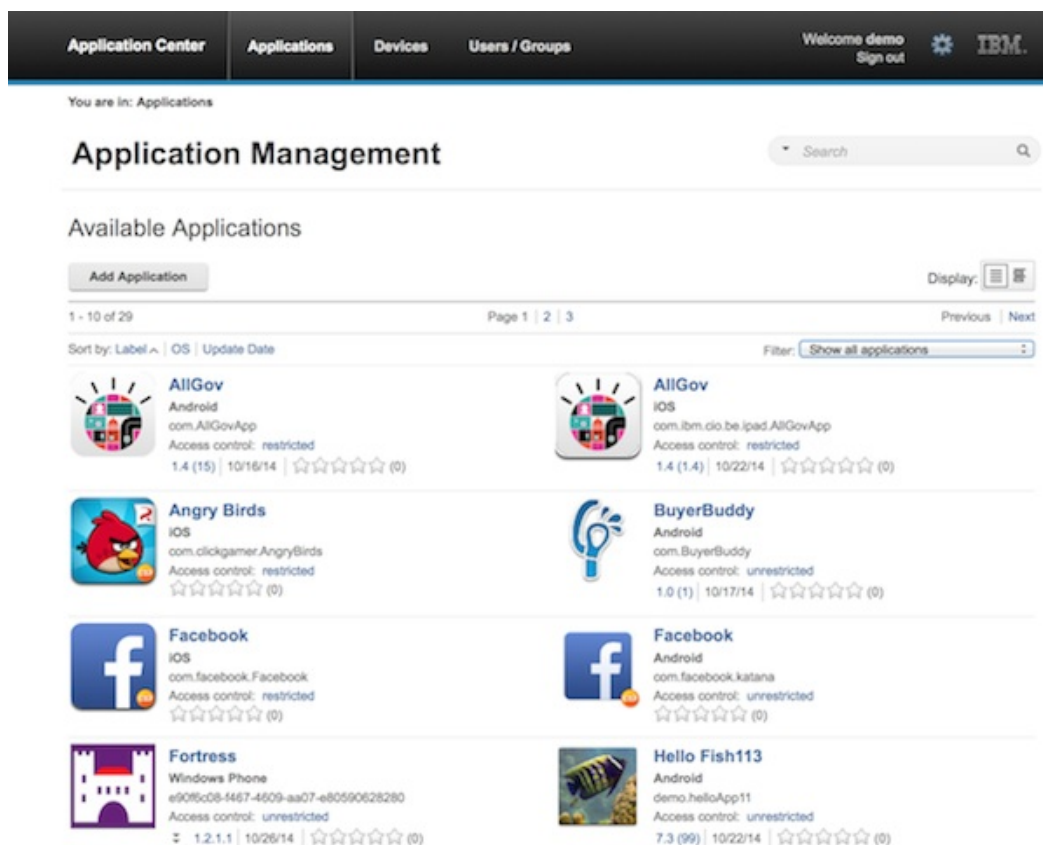 Application Center Applications Devices Users / Groups Welcome demo IBM.
Sign out
You are in: Applications
Application Management Search
Available Applications
Add Application Display:
1 - 10 of 29 Page 1 | 2 | 3 Previous | Next
Sort by: Label | OS | Update Date Filter: Show all applications
AllGov
Android
com.AllGovApp
Access control: restricted
1.4 (15) | 10/16/14 | (0)
AllGov
iOS
com.ibm.cio.be.ipad.AllGovApp
Access control: restricted
1.4 (1.4) | 10/22/14 | (0)
Angry Birds
iOS
com.clickgamer.AngryBirds
Access control: restricted
(0)
BuyerBuddy
Android
com.BuyerBuddy
Access control: unrestricted
1.0 (1) | 10/17/14 | (0)
Facebook
iOS
com.facebook.Facebook
Access control: restricted
(0)
Facebook
Android
com.facebook.katana
Access control: unrestricted
(0)
Fortress
Windows Phone
e90f6c08-f467-4609-aa07-e80590628280
Access control: unrestricted
1.2.1.1 | 10/26/14 | (0)
Hello Fish113
Android
demo.helloApp11
Access control: unrestricted
7.3 (99) | 10/22/14 | (0)